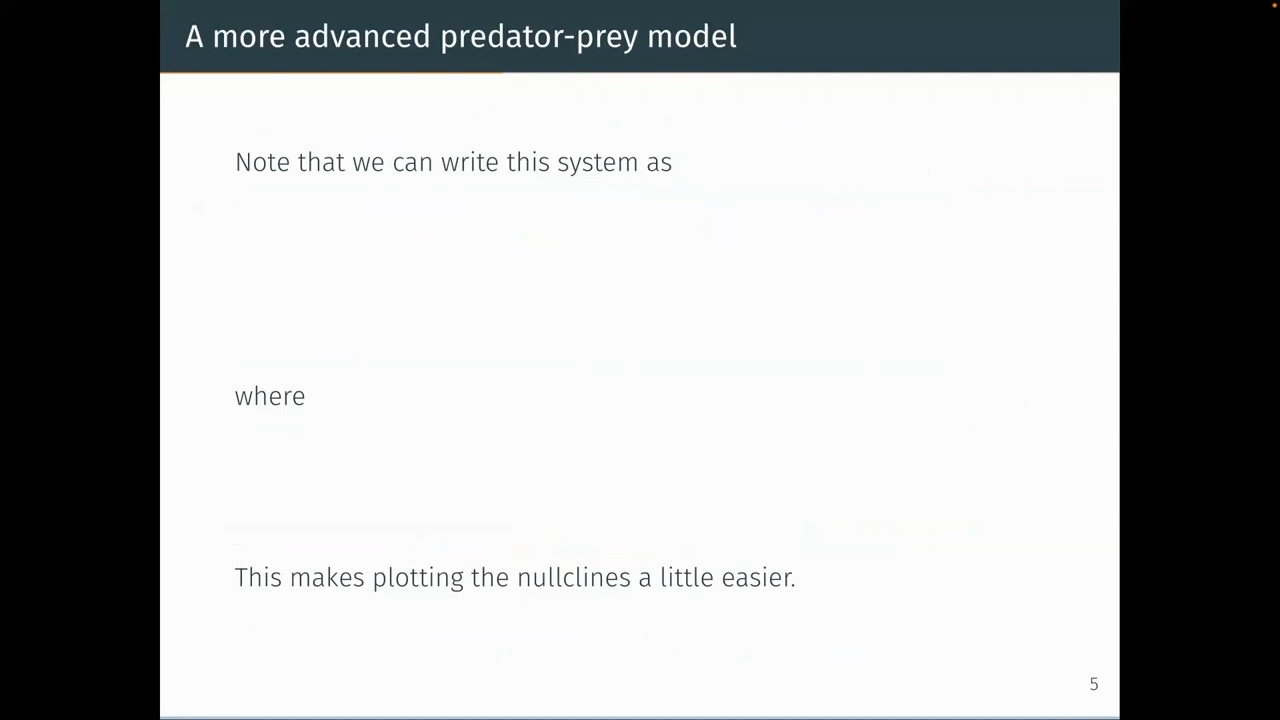 A more advanced predator-prey model
Note that we can write this system as
where
This makes plotting the nullclines a little easier.
5